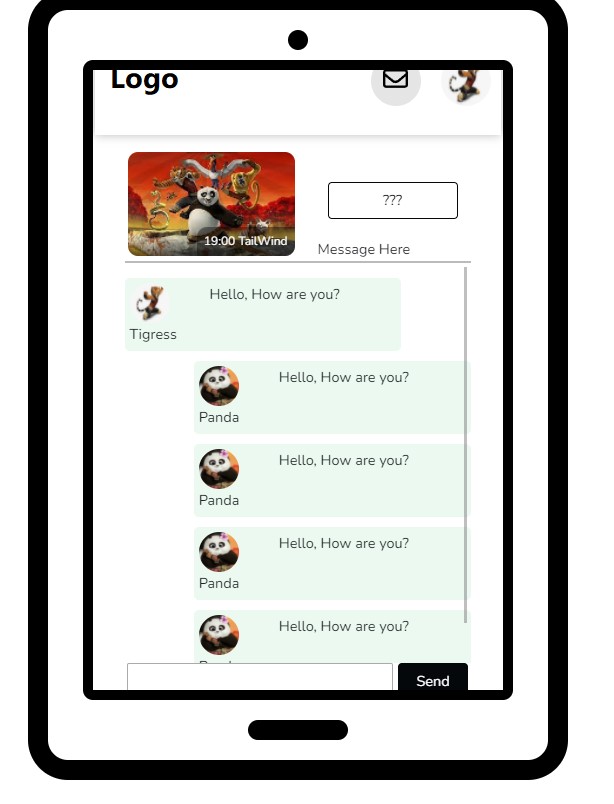 Logo
19:00 TailWind
???
Message Here
Hello, How are you?
Tigress
Hello, How are you?
Panda
Hello, How are you?
Panda
Hello, How are you?
Panda
Hello, How are you?
Panda
Send